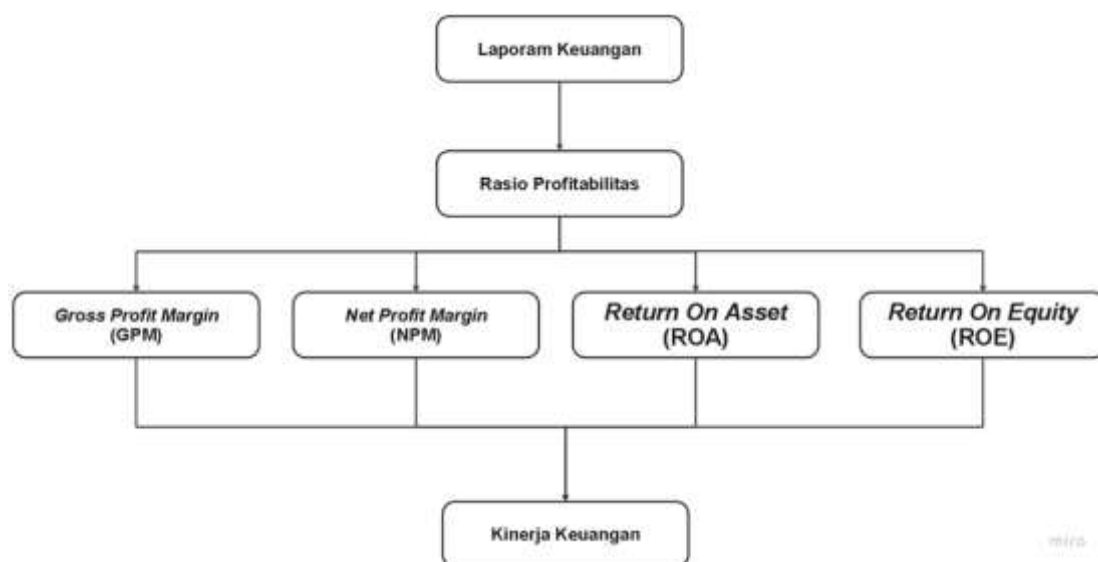 Laporam Keuangan
Rasio Profitabilitas
Gross Profit Margin
(GPM)
Net Profit Margin
(NPM)
Return On Asset
(ROA)
Return On Equity
(ROE)
Kinerja Keuangan
miro